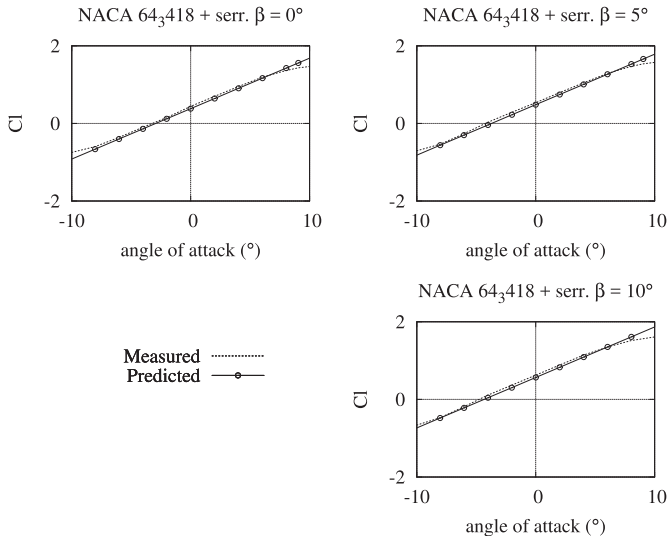 NACA 64₃418 + serr. β = 0°
2
0
-2
Cl
-10
0
10
angle of attack (°)
NACA 64₃418 + serr. β = 5°
2
0
-2
Cl
-10
0
10
angle of attack (°)
Measured
Predicted
NACA 64₃418 + serr. β = 10°
2
0
-2
Cl
-10
0
10
angle of attack (°)